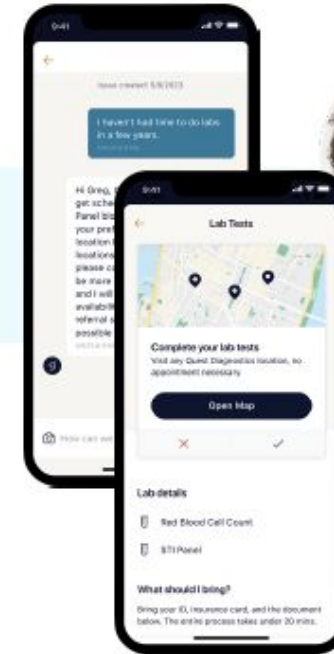 9:41
Issue created 5/8/2023
I haven't had time to do labs
in a few years.
Hi Greg,
get sche
Panel blo
your pref
location
locations
please co
be more
and I will
availabili
referral s
possible
How can we
9:41
Lab Tests
Complete your lab tests
Visit any Quest Diagnostics location, no
appointment necessary
Open Map
Lab details
Red Blood Cell Count
STI Panel
What should I bring?
Bring your ID, insurance card, and the document
below. The entire process takes under 20 mins.